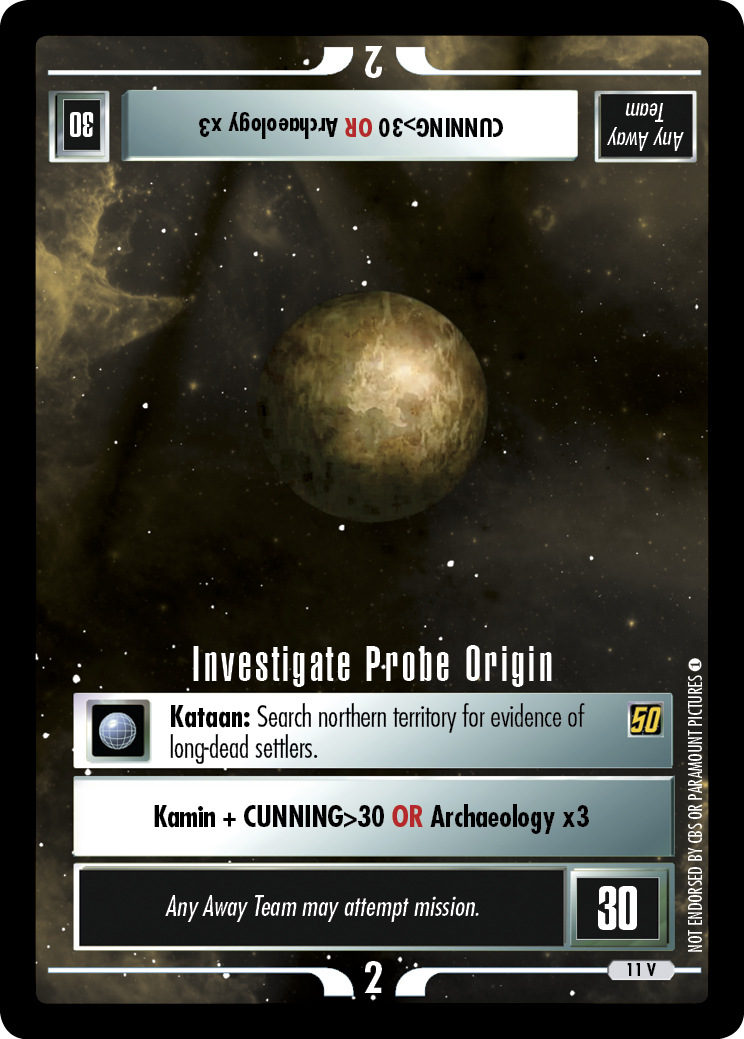 2
30
CUNNING>30 OR Archaeology x3
Any Away
Team
Investigate Probe Origin
Kataan: Search northern territory for evidence of
long-dead settlers.
50
Kamin + CUNNING>30 OR Archaeology x3
Any Away Team may attempt mission.
30
NOT ENDORSED BY CBS OR PARAMOUNT PICTURES 1
11 V
2